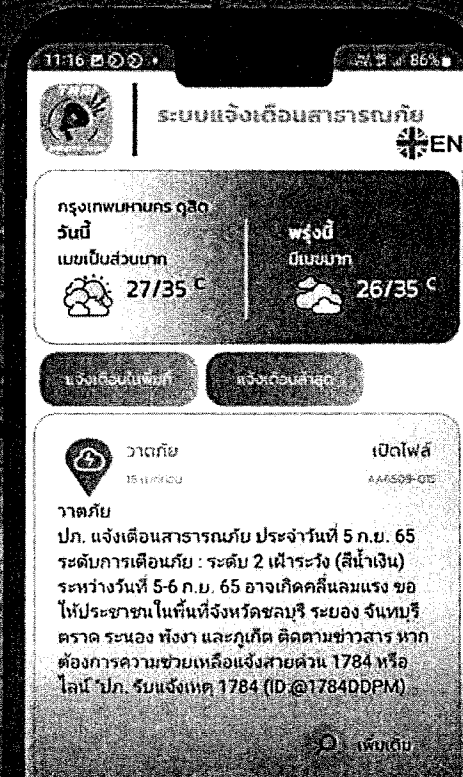 11:16
86%
ระบบแจ้งเตือนสาธารณภัย
EN
กรุงเทพมหานคร ดุสิต
วันนี้
เมฆเป็นส่วนมาก
27/35 C
พรุ่งนี้
มีเมฆมาก
26/35 C
แจ้งเตือนในพื้นที่
แจ้งเตือนล่าสุด
วาตภัย
เปิดไฟล์
วาตภัย
ปภ. แจ้งเตือนสาธารณภัย ประจำวันที่ 5 ก.ย. 65
ระดับการเตือนภัย : ระดับ 2 เฝ้าระวัง (สีน้ำเงิน)
ระหว่างวันที่ 5-6 ก.ย. 65 อาจเกิดคลื่นลมแรง ขอ
ให้ประชาชนในพื้นที่จังหวัดชลบุรี ระยอง จันทบุรี
ตราด ระนอง พังงา และภูเก็ต ติดตามข่าวสาร หาก
ต้องการความช่วยเหลือแจ้งสายด่วน 1784 หรือ
ไลน์ "ปภ. รับแจ้งเหตุ 1784 (ID:@1784DDPM)
เพิ่มเติม